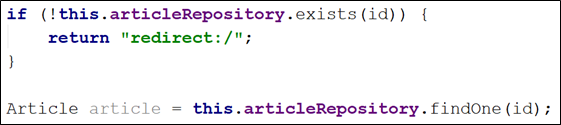 if (!this.articleRepository.exists(id)) {
    return "redirect:/";
}

Article article = this.articleRepository.findOne(id);